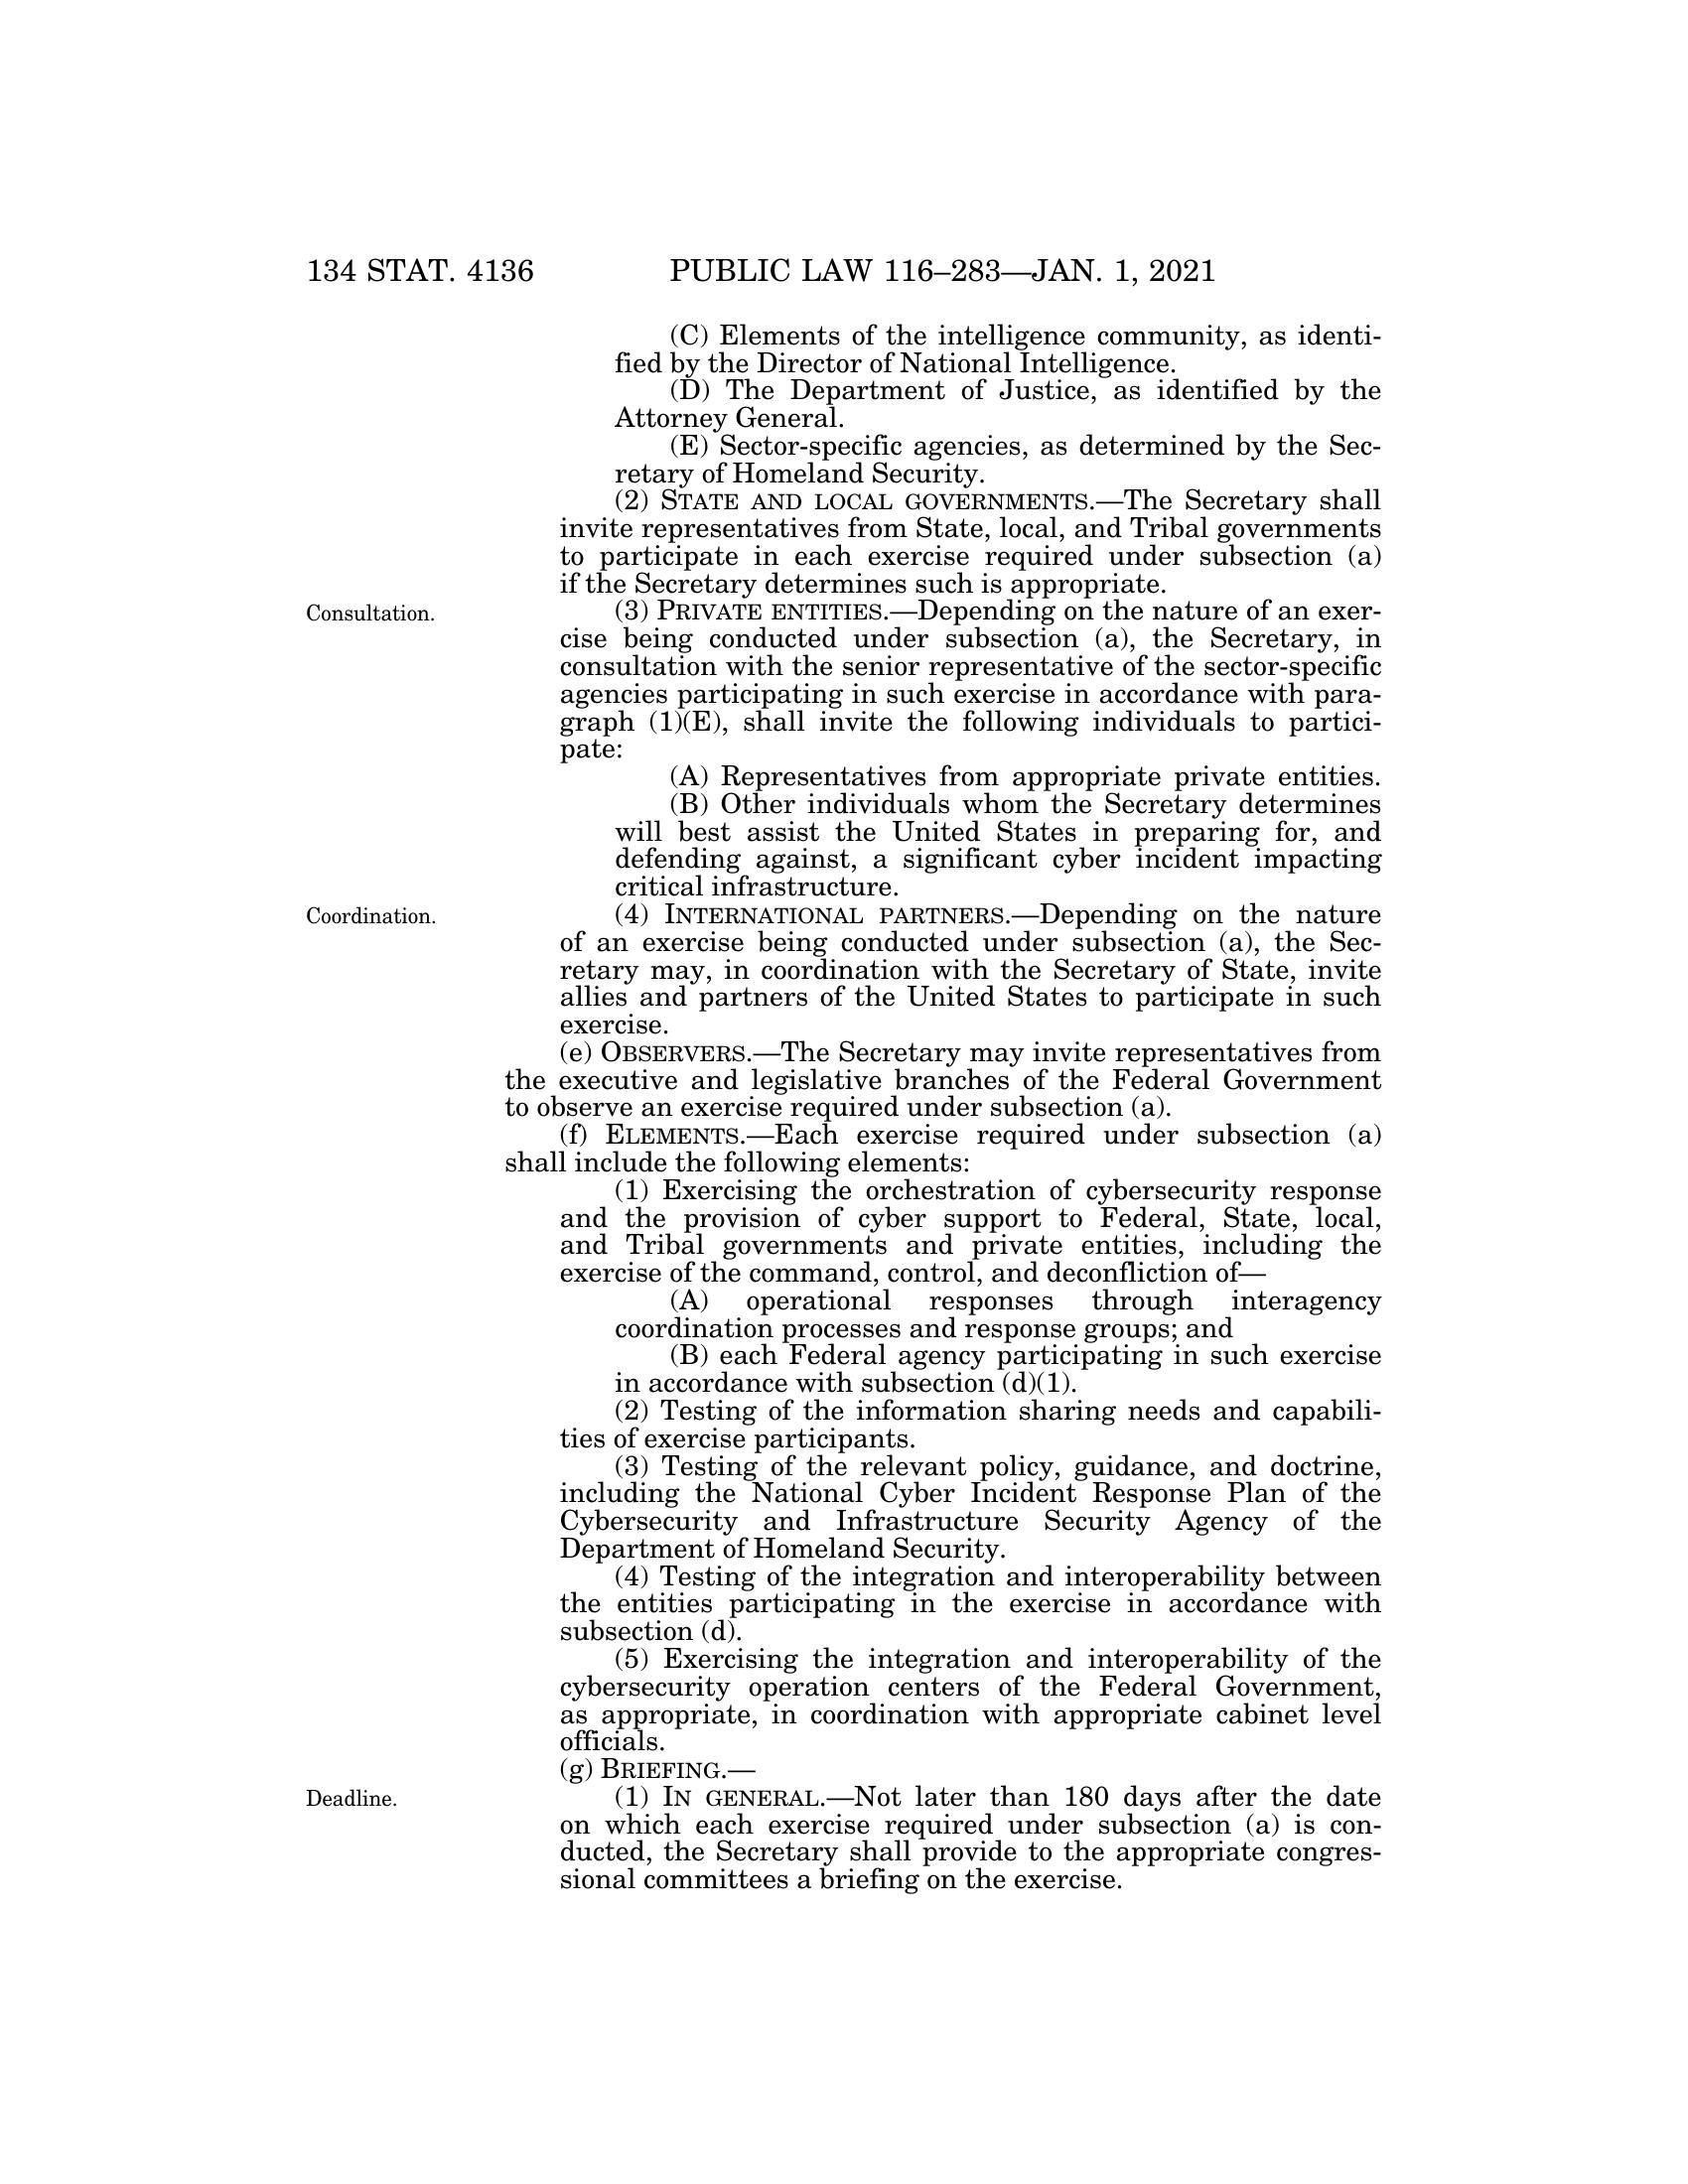 134 STAT. 4136 PUBLIC LAW 116–283—JAN. 1, 2021
(C) Elements of the intelligence community, as identi-
fied by the Director of National Intelligence.
(D) The Department of Justice, as identified by the
Attorney General.
(E) Sector-specific agencies, as determined by the Sec-
retary of Homeland Security.
(2) STATE AND LOCAL GOVERNMENTS.—The Secretary shall
invite representatives from State, local, and Tribal governments
to participate in each exercise required under subsection (a)
if the Secretary determines such is appropriate.
Consultation.
(3) PRIVATE ENTITIES.—Depending on the nature of an exer-
cise being conducted under subsection (a), the Secretary, in
consultation with the senior representative of the sector-specific
agencies participating in such exercise in accordance with para-
graph (1)(E), shall invite the following individuals to partici-
pate:
(A) Representatives from appropriate private entities.
(B) Other individuals whom the Secretary determines
will best assist the United States in preparing for, and
defending against, a significant cyber incident impacting
critical infrastructure.
Coordination.
(4) INTERNATIONAL PARTNERS.—Depending on the nature
of an exercise being conducted under subsection (a), the Sec-
retary may, in coordination with the Secretary of State, invite
allies and partners of the United States to participate in such
exercise.
(e) OBSERVERS.—The Secretary may invite representatives from
the executive and legislative branches of the Federal Government
to observe an exercise required under subsection (a).
(f) ELEMENTS.—Each exercise required under subsection (a)
shall include the following elements:
(1) Exercising the orchestration of cybersecurity response
and the provision of cyber support to Federal, State, local,
and Tribal governments and private entities, including the
exercise of the command, control, and deconfliction of—
(A) operational responses through interagency
coordination processes and response groups; and
(B) each Federal agency participating in such exercise
in accordance with subsection (d)(1).
(2) Testing of the information sharing needs and capabili-
ties of exercise participants.
(3) Testing of the relevant policy, guidance, and doctrine,
including the National Cyber Incident Response Plan of the
Cybersecurity and Infrastructure Security Agency of the
Department of Homeland Security.
(4) Testing of the integration and interoperability between
the entities participating in the exercise in accordance with
subsection (d).
(5) Exercising the integration and interoperability of the
cybersecurity operation centers of the Federal Government,
as appropriate, in coordination with appropriate cabinet level
officials.
(g) BRIEFING.—
Deadline.
(1) IN GENERAL.—Not later than 180 days after the date
on which each exercise required under subsection (a) is con-
ducted, the Secretary shall provide to the appropriate congres-
sional committees a briefing on the exercise.